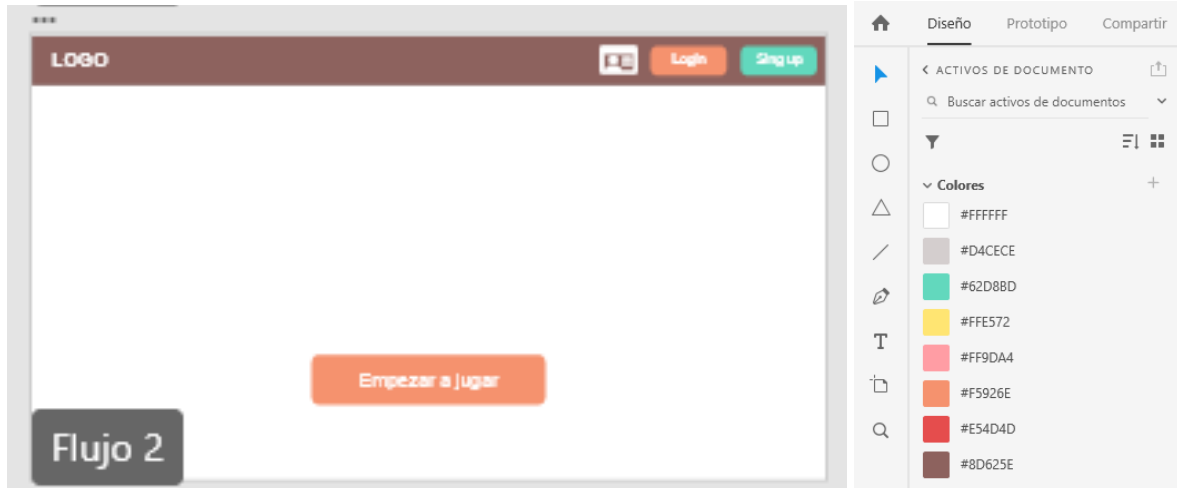 LOGO
Login
Sing up
Empezar a jugar
Flujo 2
Diseño
Prototipo
Compartir
ACTIVOS DE DOCUMENTO
Buscar activos de documentos
Colores
#FFFFFF
#D4CECE
#62D8BD
#FFE572
#FF9DA4
#F5926E
#E54D4D
#8D625E